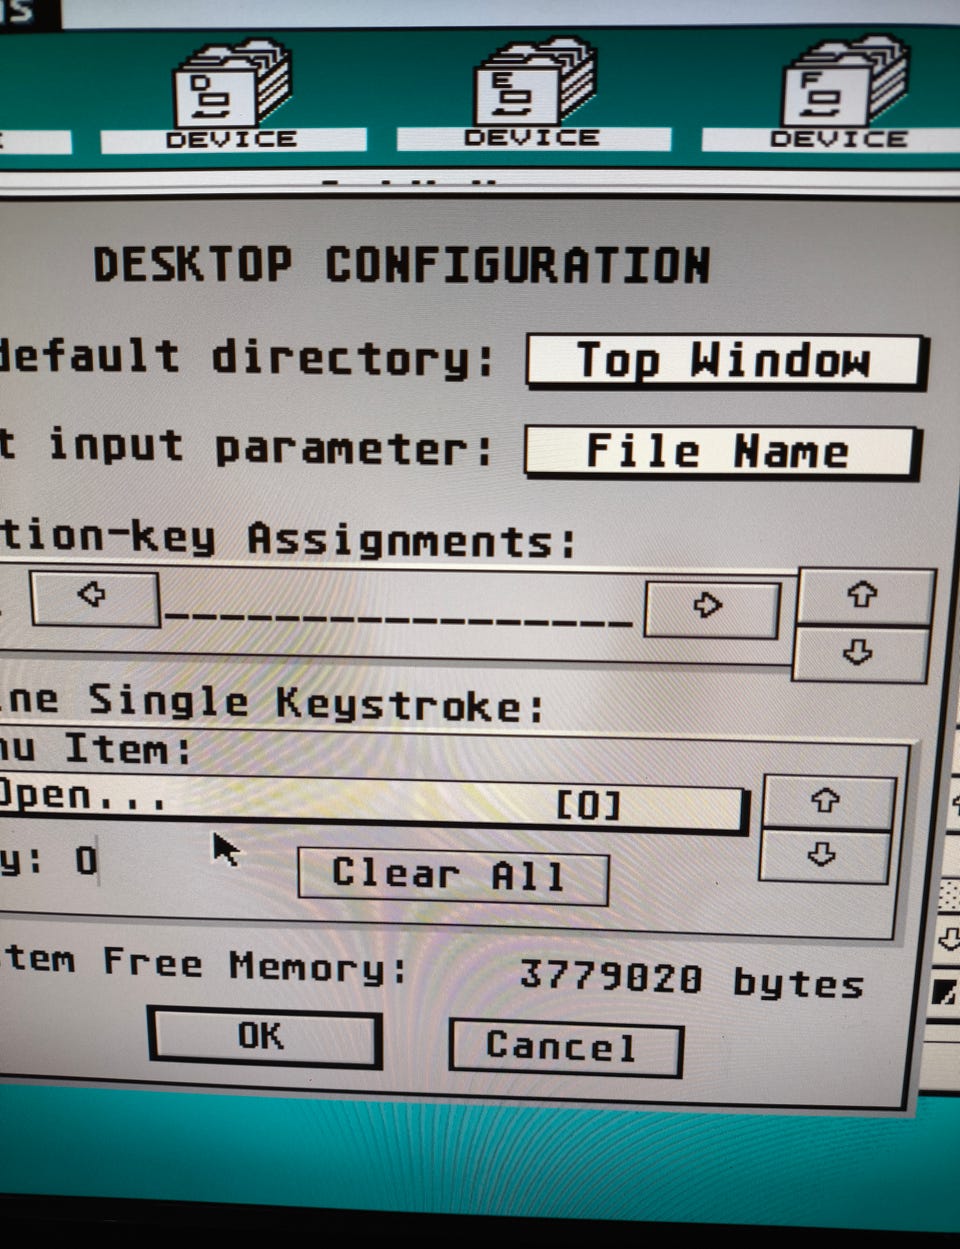 D E F
DEVICE DEVICE DEVICE
DESKTOP CONFIGURATION
default directory: Top Window
t input parameter: File Name
tion-key Assignments:
ne Single Keystroke:
nu Item:
Open... [O]
y: O
Clear All
tem Free Memory: 3779020 bytes
OK Cancel